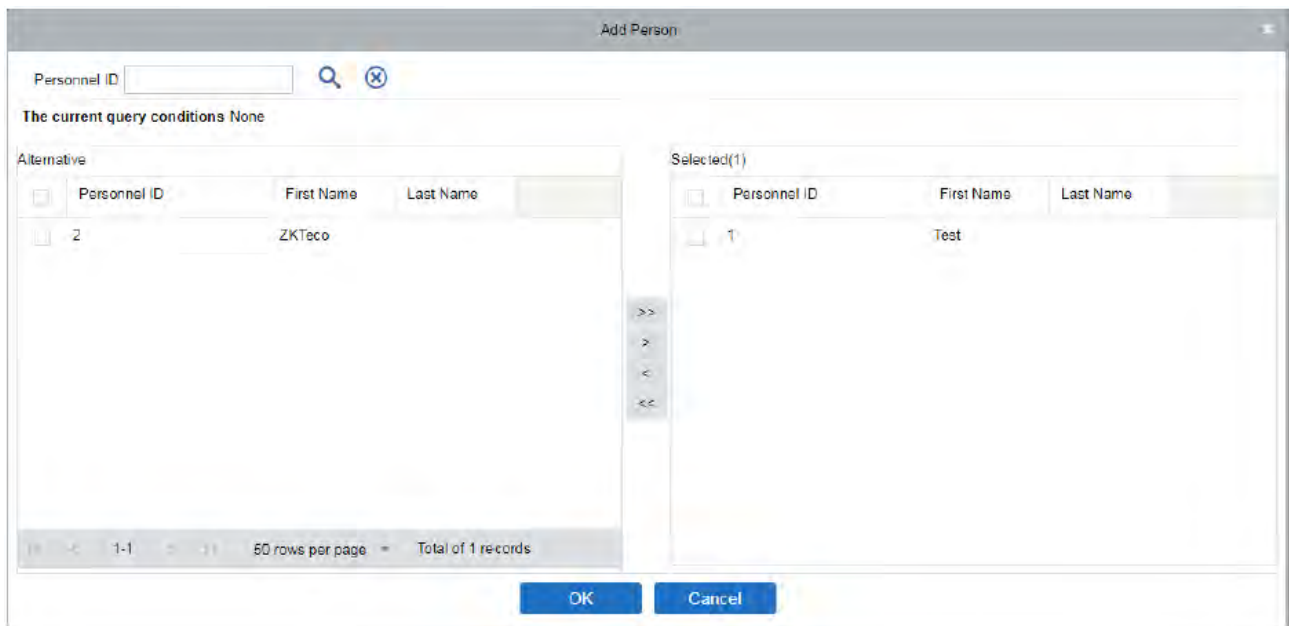 Add Person
Personnel ID
The current query conditions None
Alternative
Personnel ID First Name Last Name
2 ZKTeco
>>
>
<
<<
Selected(1)
Personnel ID First Name Last Name
1 Test
1-1 50 rows per page Total of 1 records
OK Cancel